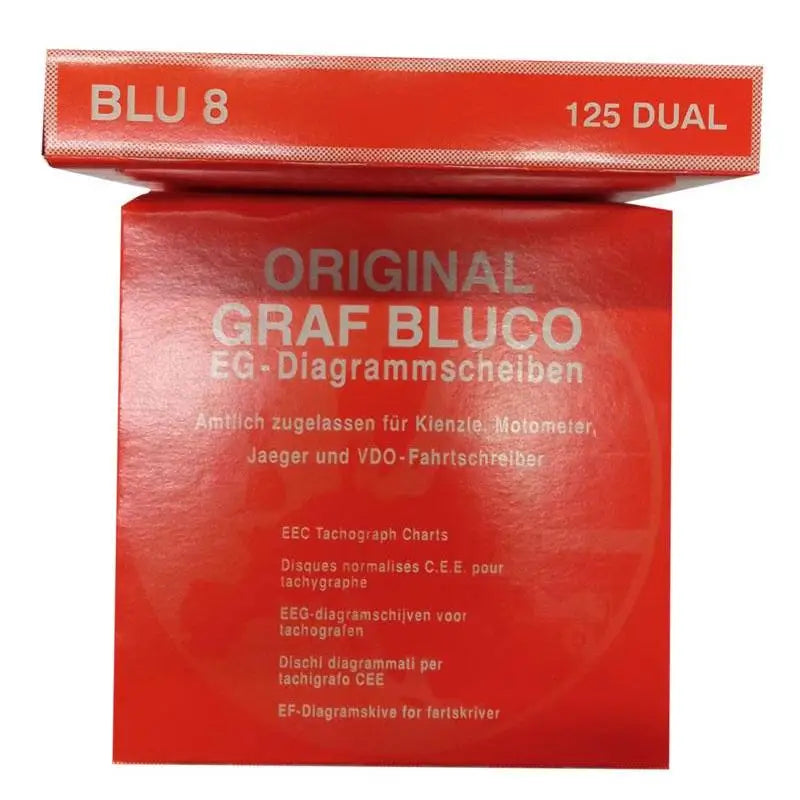 BLU 8
125 DUAL
ORIGINAL
GRAF BLUCO
EG-Diagrammscheiben
Amtlich zugelassen für Kienzle, Motometer,
Jaeger und VDO-Fahrtschreiber
EEC Tachograph Charts
Disques normalisés C.E.E. pour
tachygraphe
EEG-diagramschijven voor
tachografen
Dischi diagrammati per
tachigrafo CEE
EF-Diagramskive for fartskriver